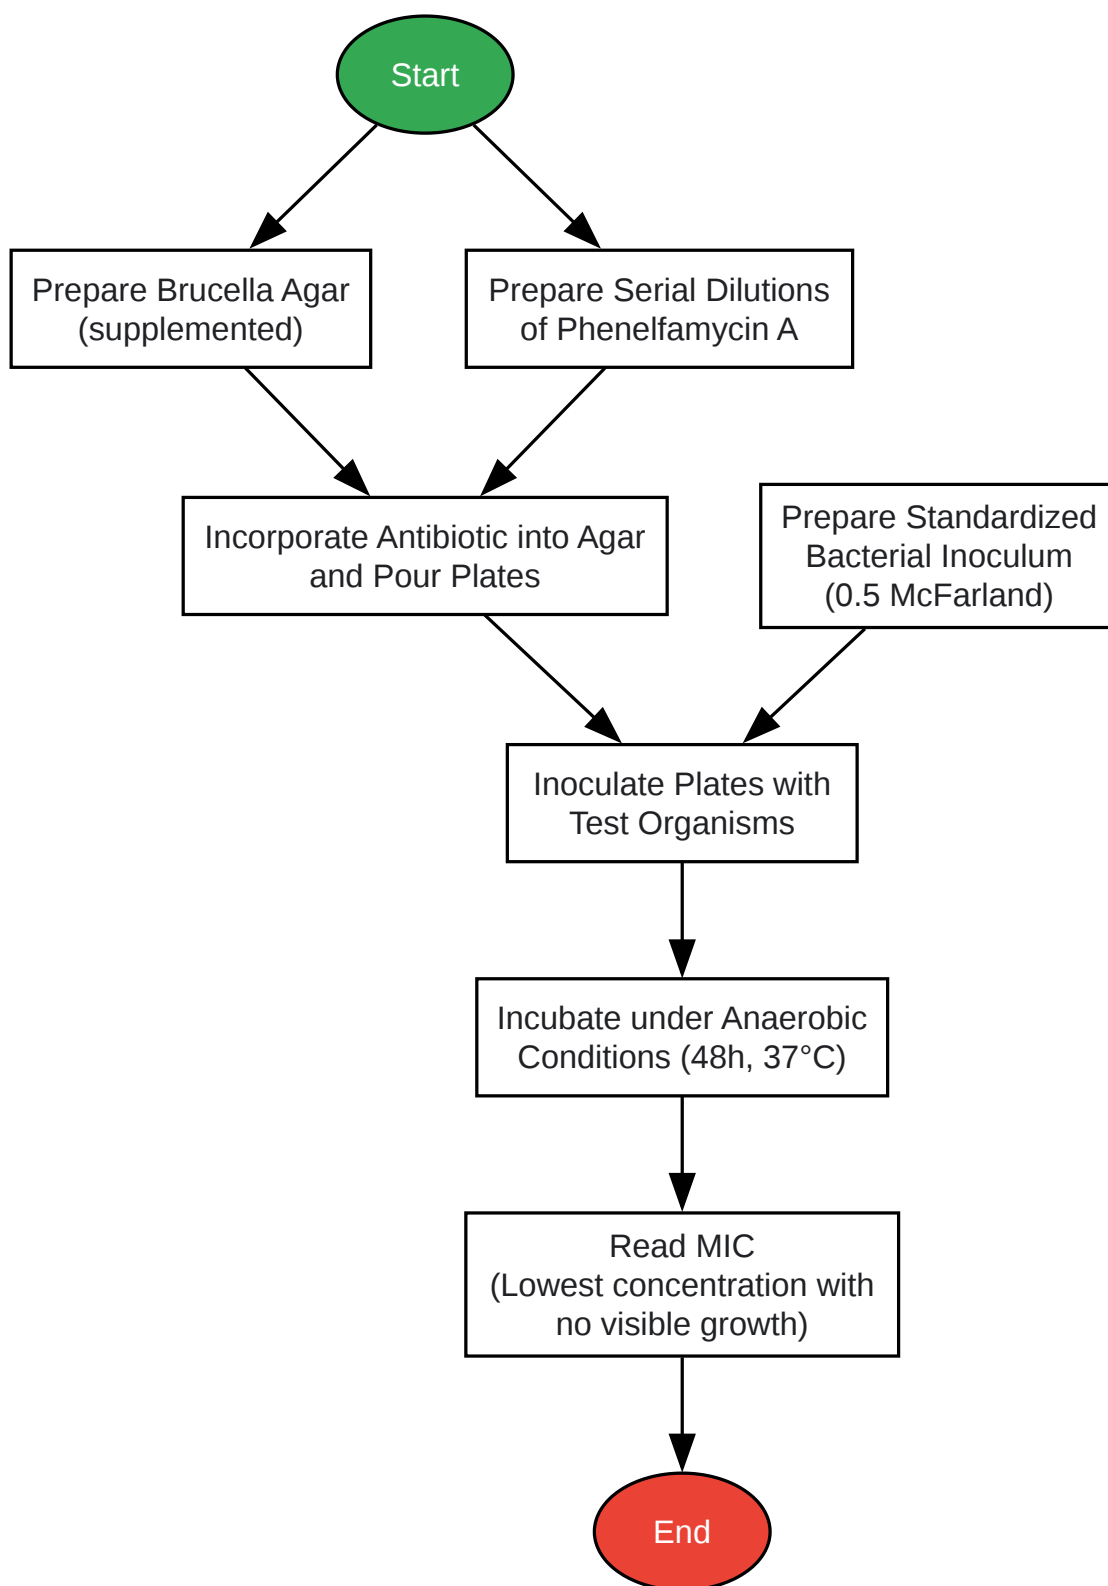 Start
Prepare Brucella Agar
(supplemented)
Prepare Serial Dilutions
of Phenelfamycin A
Incorporate Antibiotic into Agar
and Pour Plates
Prepare Standardized
Bacterial Inoculum
(0.5 McFarland)
Inoculate Plates with
Test Organisms
Incubate under Anaerobic
Conditions (48h, 37°C)
Read MIC
(Lowest concentration with
no visible growth)
End